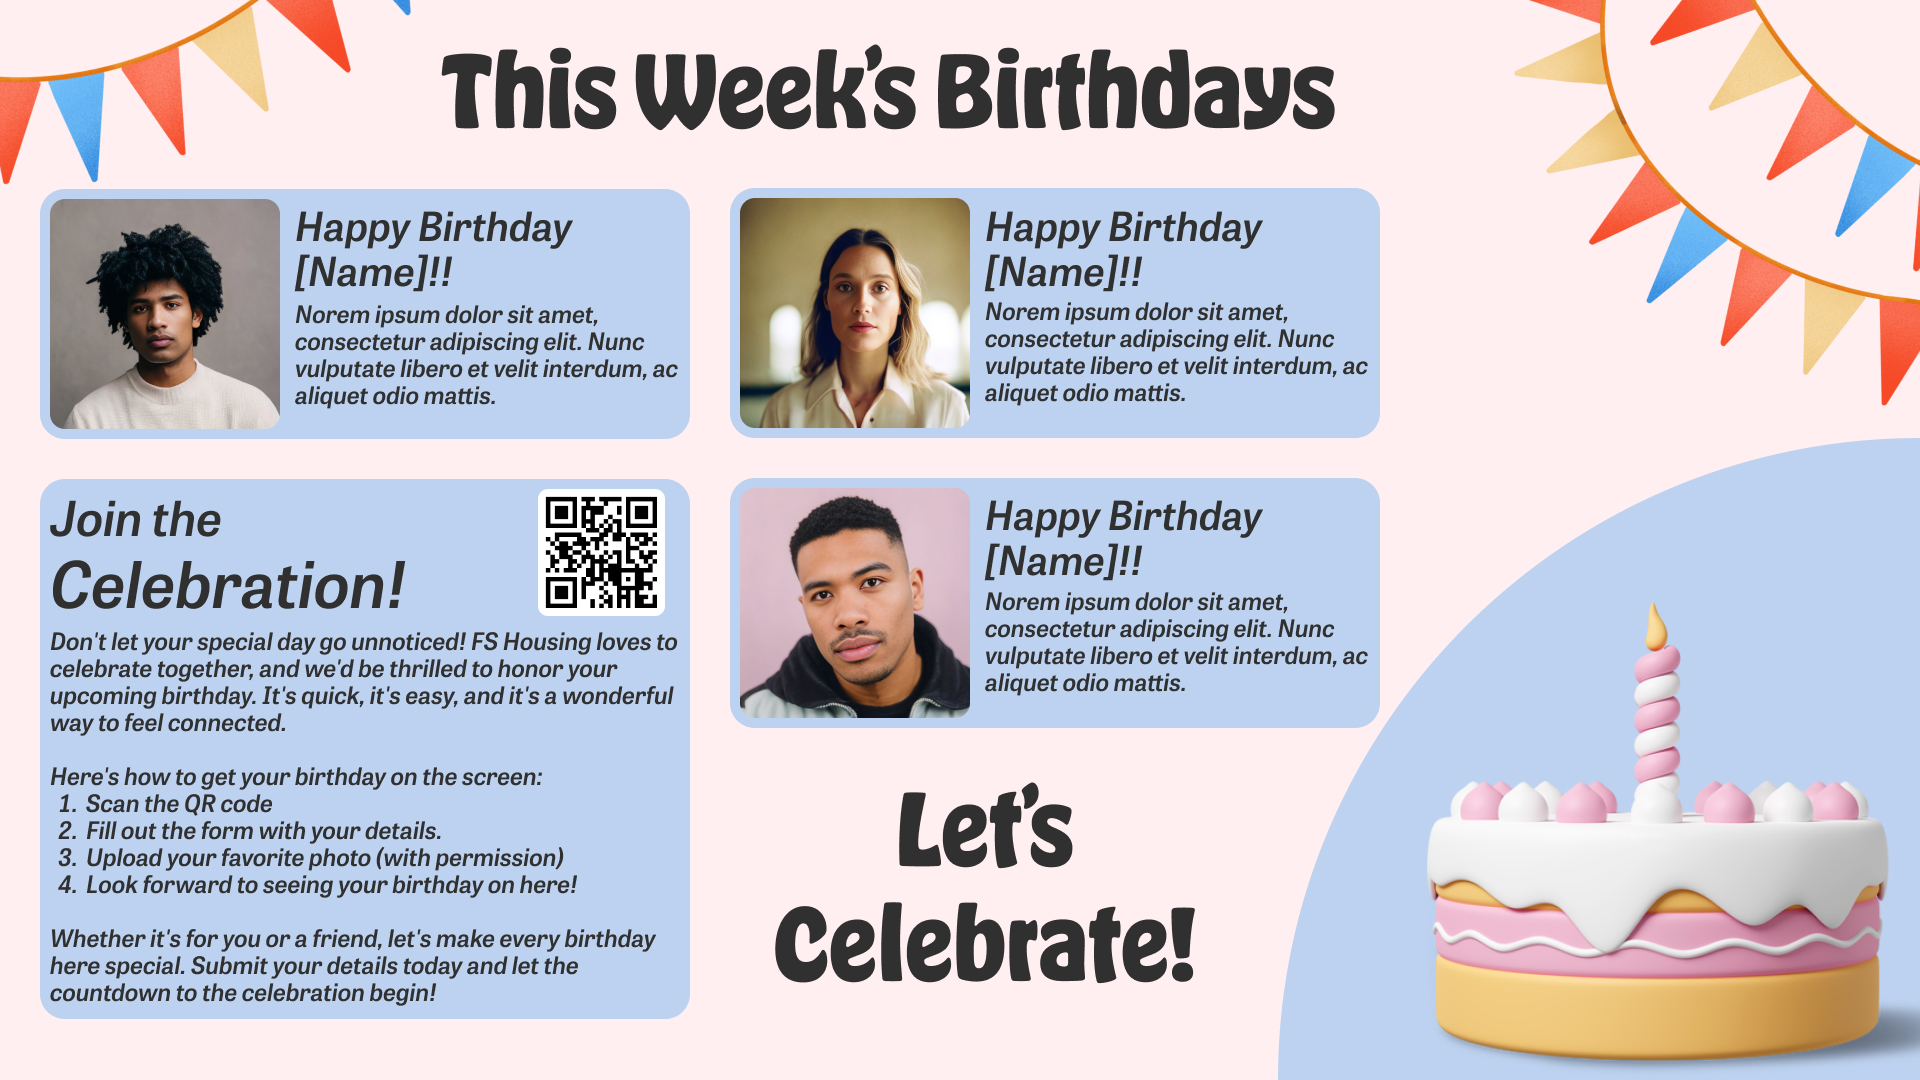 This Week's Birthdays
Happy Birthday
[Name]!!
Norem ipsum dolor sit amet,
consectetur adipiscing elit. Nunc
vulputate libero et velit interdum, ac
aliquet odio mattis.
Happy Birthday
[Name]!!
Norem ipsum dolor sit amet,
consectetur adipiscing elit. Nunc
vulputate libero et velit interdum, ac
aliquet odio mattis.
Join the
Celebration!
Don't let your special day go unnoticed! FS Housing loves to
celebrate together, and we'd be thrilled to honor your
upcoming birthday. It's quick, it's easy, and it's a wonderful
way to feel connected.
Here's how to get your birthday on the screen:
1. Scan the QR code
2. Fill out the form with your details.
3. Upload your favorite photo (with permission)
4. Look forward to seeing your birthday on here!
Whether it's for you or a friend, let's make every birthday
here special. Submit your details today and let the
countdown to the celebration begin!
Happy Birthday
[Name]!!
Norem ipsum dolor sit amet,
consectetur adipiscing elit. Nunc
vulputate libero et velit interdum, ac
aliquet odio mattis.
Let's
Celebrate!